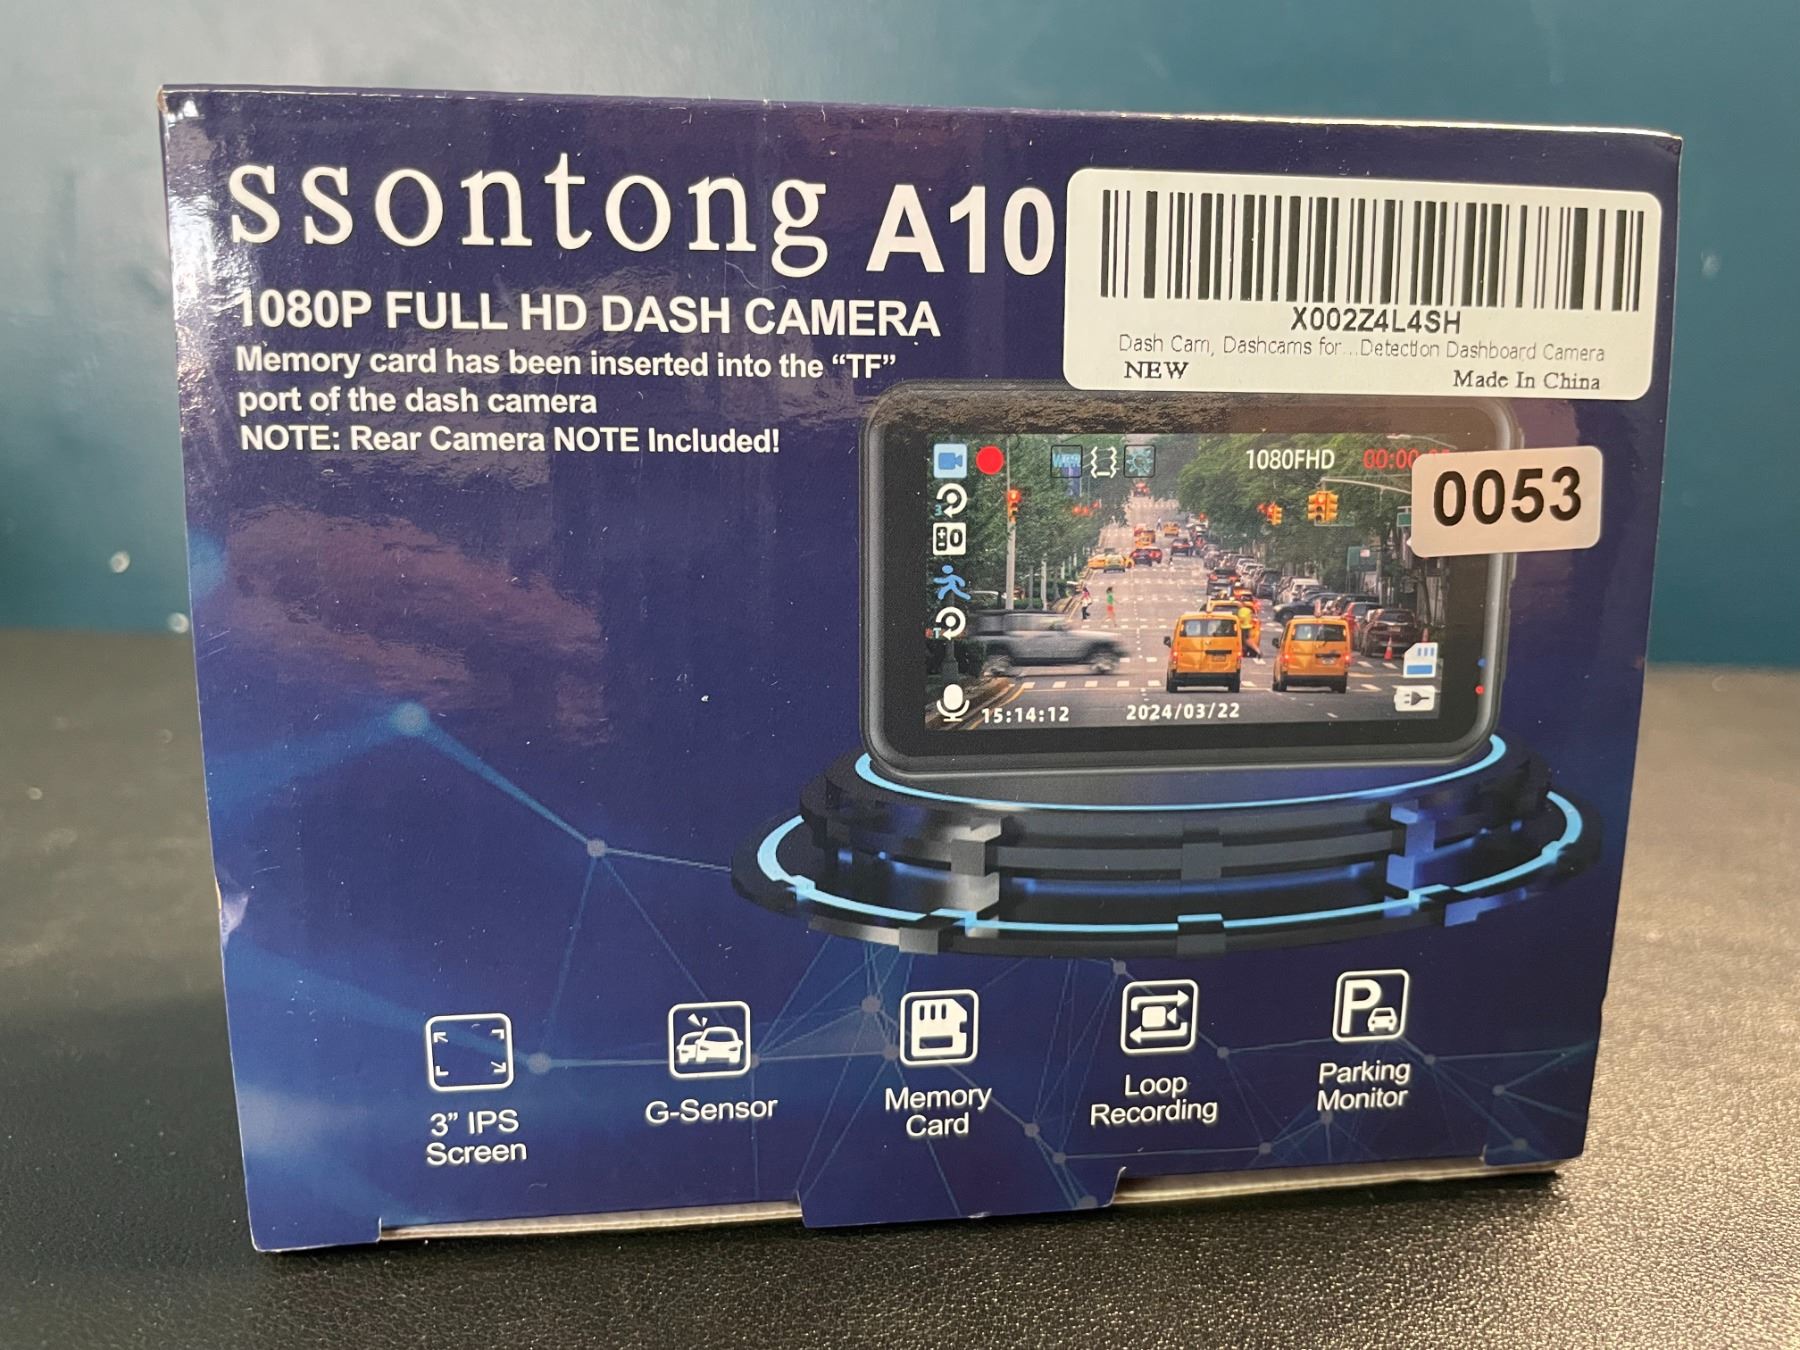 ssontong A10
1080P FULL HD DASH CAMERA
Memory card has been inserted into the “TF”
port of the dash camera
NOTE: Rear Camera NOTE Included!
X002Z4L4SH
Dash Cam, Dashcams for...Detection Dashboard Camera
NEW Made In China
1080FHD 00:00
0053
15:14:12 2024/03/22
3” IPS
Screen
G-Sensor
Memory
Card
Loop
Recording
Parking
Monitor